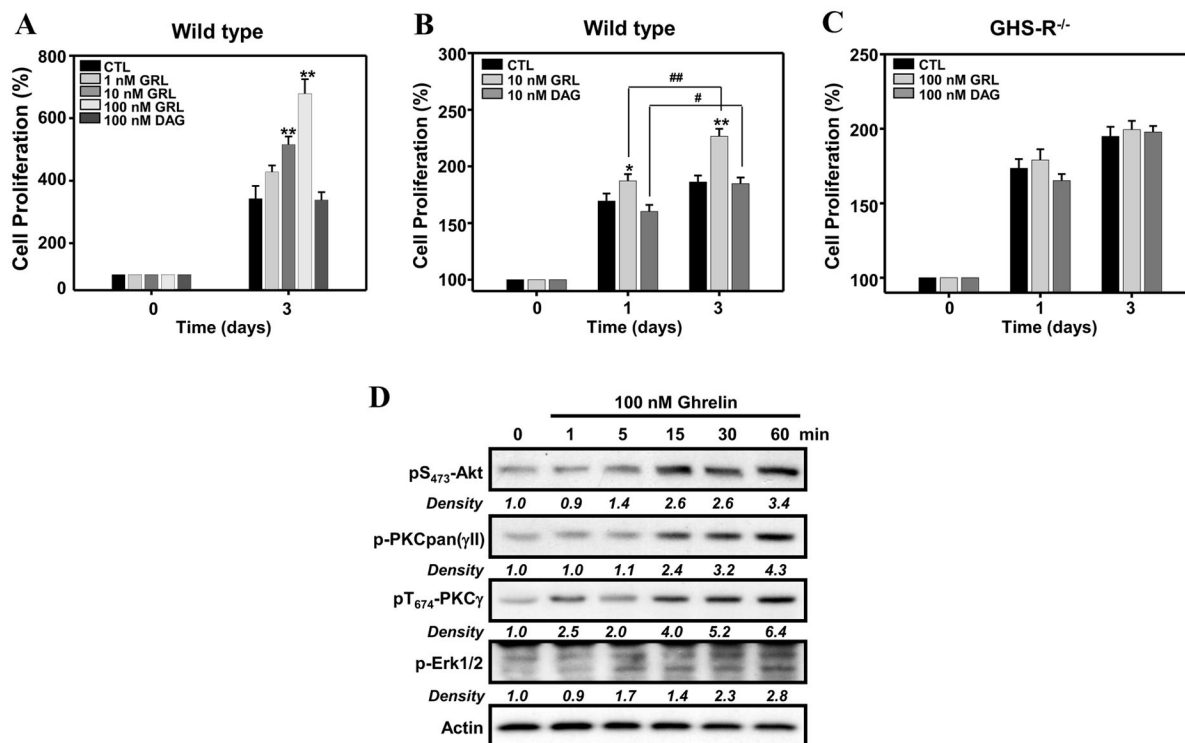 A
Wild type
Cell Proliferation (%)
800
600
400
200
0
CTL
1 nM GRL
10 nM GRL
100 nM GRL
100 nM DAG
**
**
0
3
Time (days)
B
Wild type
Cell Proliferation (%)
300
250
200
150
100
CTL
10 nM GRL
10 nM DAG
##
#
*
**
0
1
3
Time (days)
C
GHS-R-/-
Cell Proliferation (%)
250
200
150
100
CTL
100 nM GRL
100 nM DAG
0
1
3
Time (days)
D
100 nM Ghrelin
0 1 5 15 30 60 min
pS473-Akt
Density 1.0 0.9 1.4 2.6 2.6 3.4
p-PKCpan(γII)
Density 1.0 1.0 1.1 2.4 3.2 4.3
pT674-PKCγ
Density 1.0 2.5 2.0 4.0 5.2 6.4
p-Erk1/2
Density 1.0 0.9 1.7 1.4 2.3 2.8
Actin